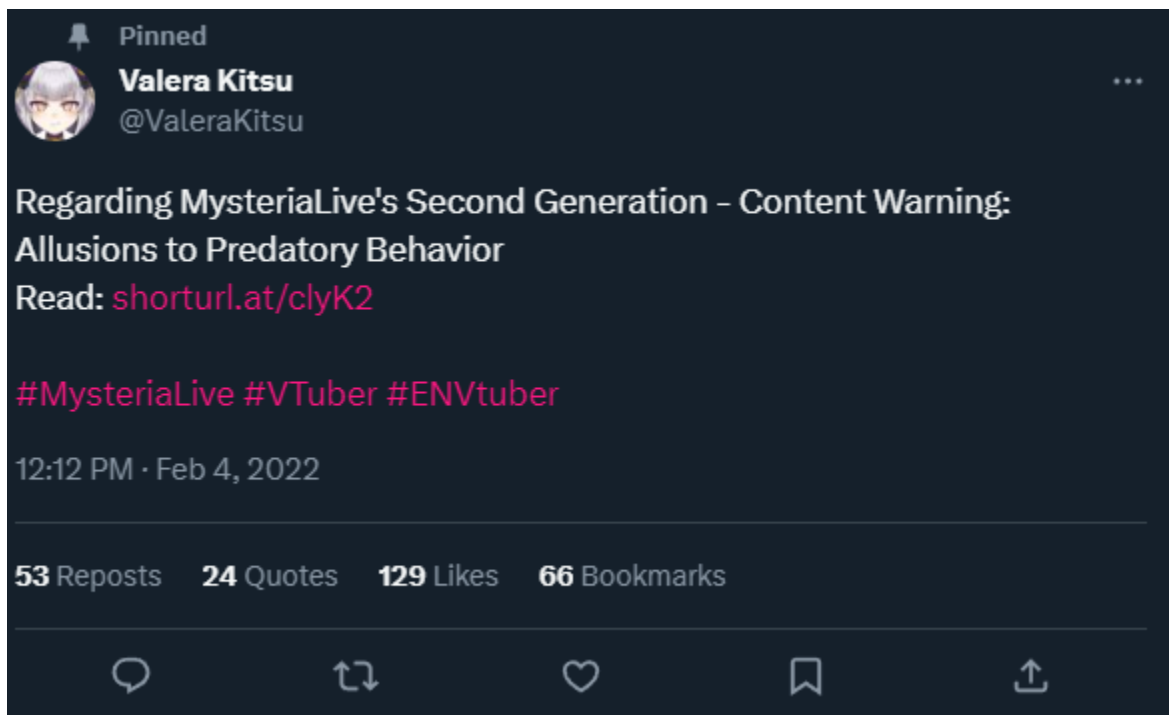 Pinned
Valera Kitsu
@ValeraKitsu
Regarding MysteriaLive's Second Generation - Content Warning:
Allusions to Predatory Behavior
Read: shorturl.at/clyK2
#MysteriaLive #VTuber #ENVtuber
12:12 PM · Feb 4, 2022
53 Reposts 24 Quotes 129 Likes 66 Bookmarks